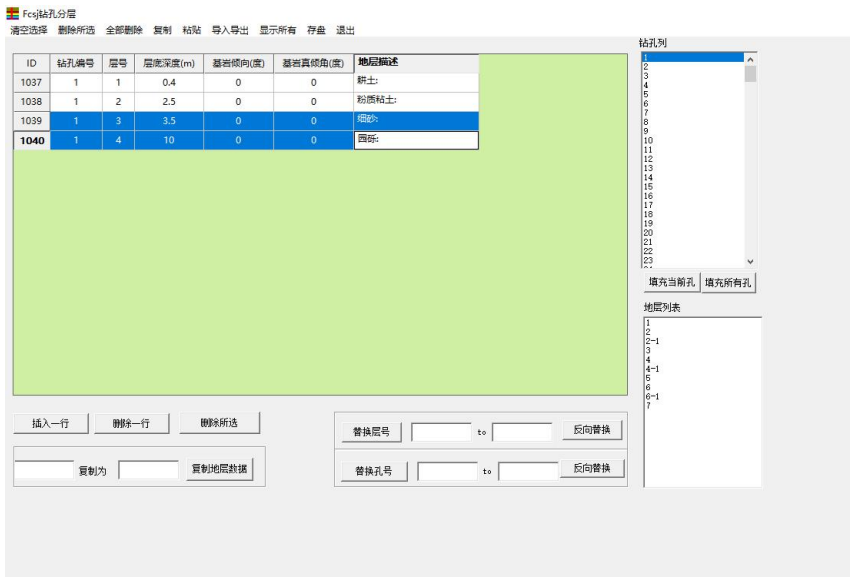 Fcsj钻孔分层
清空选择 删除所选 全部删除 复制 粘贴 导入导出 显示所有 存盘 退出
ID 钻孔编号 层号 层底深度(m) 基岩倾向(度) 基岩真倾角(度) 地层描述
1037 1 1 0.4 0 0 耕土:
1038 1 2 2.5 0 0 粉质粘土:
1039 1 3 3.5 0 0 细砂:
1040 1 4 10 0 0 园砾:
钻孔列
1
2
3
4
5
6
7
8
9
10
11
12
13
14
15
16
17
18
19
20
21
22
23
填充当前孔 填充所有孔
地层列表
1
2
2-1
3
4
4-1
5
6
6-1
7
插入一行 删除一行 删除所选
复制为 复制地层数据
替换层号 to 反向替换
替换孔号 to 反向替换